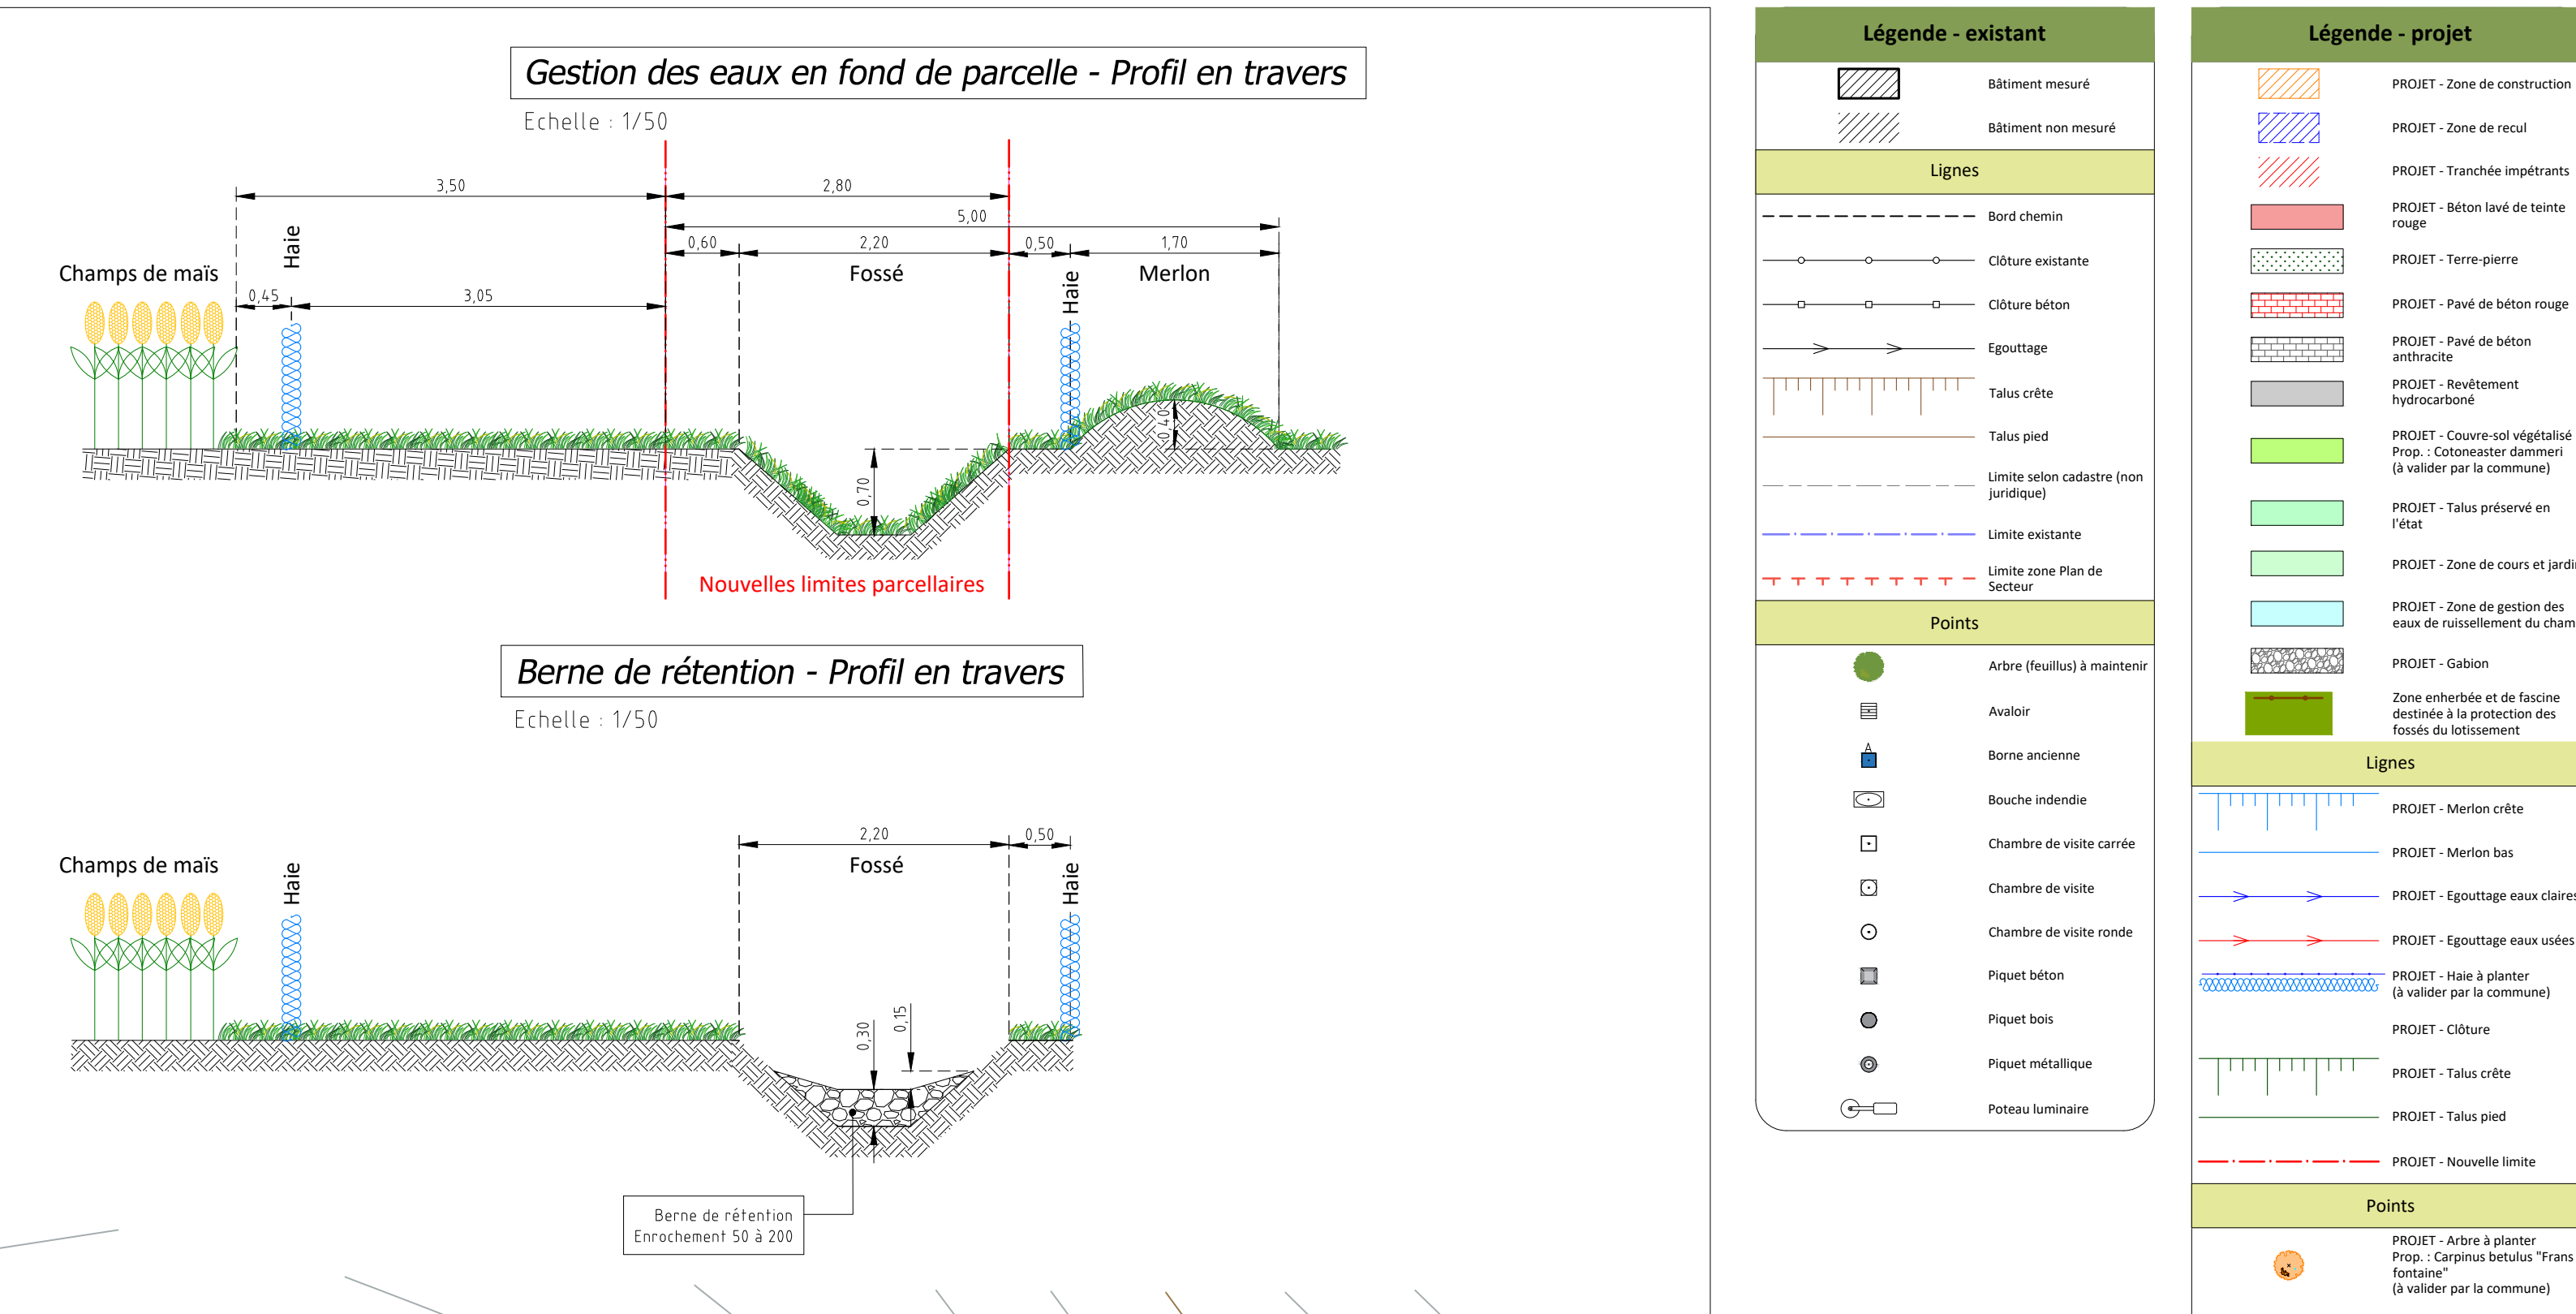 Gestion des eaux en fond de parcelle - Profil en travers
Echelle : 1/50
3,50
2,80
5,00
0,60
2,20
0,50
1,70
Champs de maïs
Haie
Fossé
Haie
Merlon
0,45
3,05
0,40
0,70
Nouvelles limites parcellaires
Berne de rétention - Profil en travers
Echelle : 1/50
2,20
0,50
Champs de maïs
Haie
Fossé
Haie
0,30
0,15
Berne de rétention
Enrochement 50 à 200
Légende - existant
Bâtiment mesuré
Bâtiment non mesuré
Lignes
Bord chemin
Clôture existante
Clôture béton
Egouttage
Talus crête
Talus pied
Limite selon cadastre (non
juridique)
Limite existante
Limite zone Plan de
Secteur
Points
Arbre (feuillus) à maintenir
Avaloir
A
Borne ancienne
Bouche indendie
Chambre de visite carrée
Chambre de visite
Chambre de visite ronde
Piquet béton
Piquet bois
Piquet métallique
Poteau luminaire
Légende - projet
PROJET - Zone de construction
PROJET - Zone de recul
PROJET - Tranchée impétrants
PROJET - Béton lavé de teinte
rouge
PROJET - Terre-pierre
PROJET - Pavé de béton rouge
PROJET - Pavé de béton
anthracite
PROJET - Revêtement
hydrocarboné
PROJET - Couvre-sol végétalisé
Prop. : Cotoneaster dammeri
(à valider par la commune)
PROJET - Talus préservé en
l'état
PROJET - Zone de cours et jardi
PROJET - Zone de gestion des
eaux de ruissellement du cham
PROJET - Gabion
Zone enherbée et de fascine
destinée à la protection des
fossés du lotissement
Lignes
PROJET - Merlon crête
PROJET - Merlon bas
PROJET - Egouttage eaux claires
PROJET - Egouttage eaux usées
PROJET - Haie à planter
(à valider par la commune)
PROJET - Clôture
PROJET - Talus crête
PROJET - Talus pied
PROJET - Nouvelle limite
Points
PROJET - Arbre à planter
Prop. : Carpinus betulus "Frans
fontaine"
(à valider par la commune)